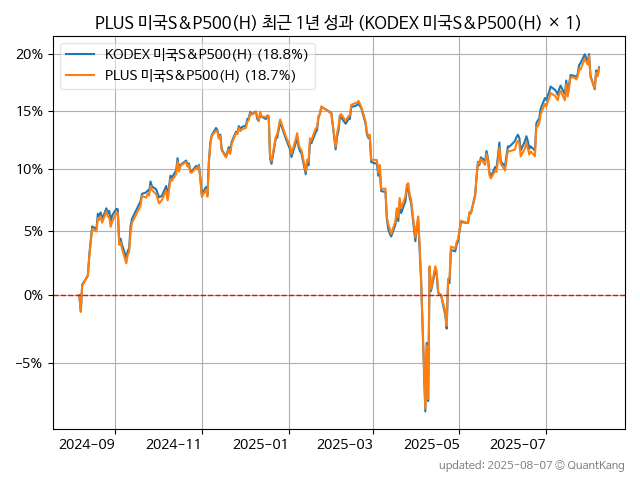 PLUS 미국S&P500(H) 최근 1년 성과 (KODEX 미국S&P500(H) × 1)
KODEX 미국S&P500(H) (18.8%)
PLUS 미국S&P500(H) (18.7%)
20%
15%
10%
5%
0%
−5%
2024-09 2024-11 2025-01 2025-03 2025-05 2025-07
updated: 2025-08-07 © QuantKang